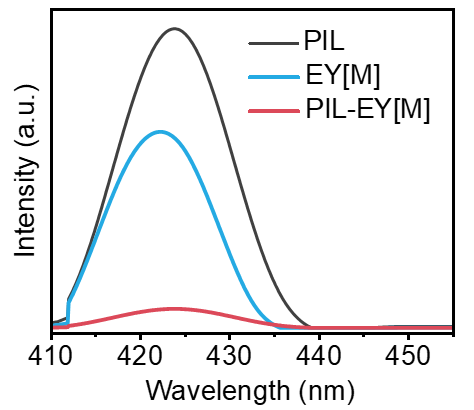 Intensity (a.u.)
PIL
EY[M]
PIL-EY[M]
410 420 430 440 450
Wavelength (nm)